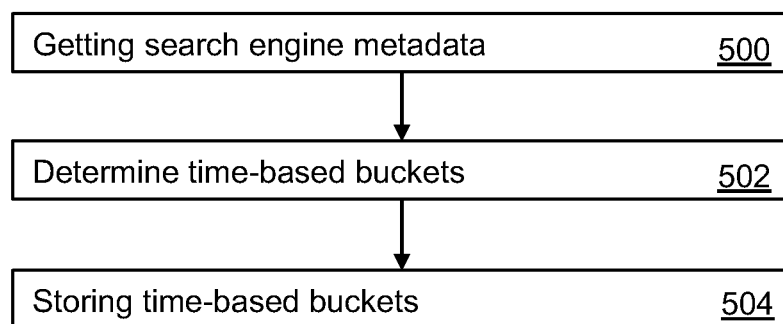 Getting search engine metadata 500
Determine time-based buckets 502
Storing time-based buckets 504